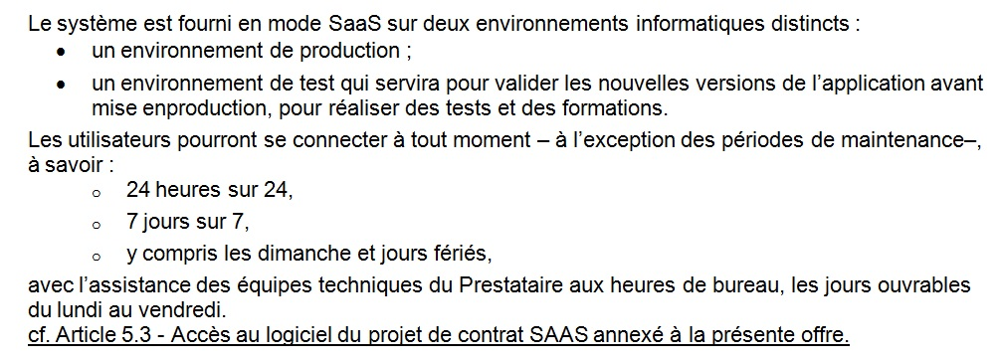 Le système est fourni en mode SaaS sur deux environnements informatiques distincts :
• un environnement de production ;
• un environnement de test qui servira pour valider les nouvelles versions de l’application avant
mise enproduction, pour réaliser des tests et des formations.
Les utilisateurs pourront se connecter à tout moment – à l’exception des périodes de maintenance–,
à savoir :
o 24 heures sur 24,
o 7 jours sur 7,
o y compris les dimanche et jours fériés,
avec l’assistance des équipes techniques du Prestataire aux heures de bureau, les jours ouvrables
du lundi au vendredi.
cf. Article 5.3 - Accès au logiciel du projet de contrat SAAS annexé à la présente offre.